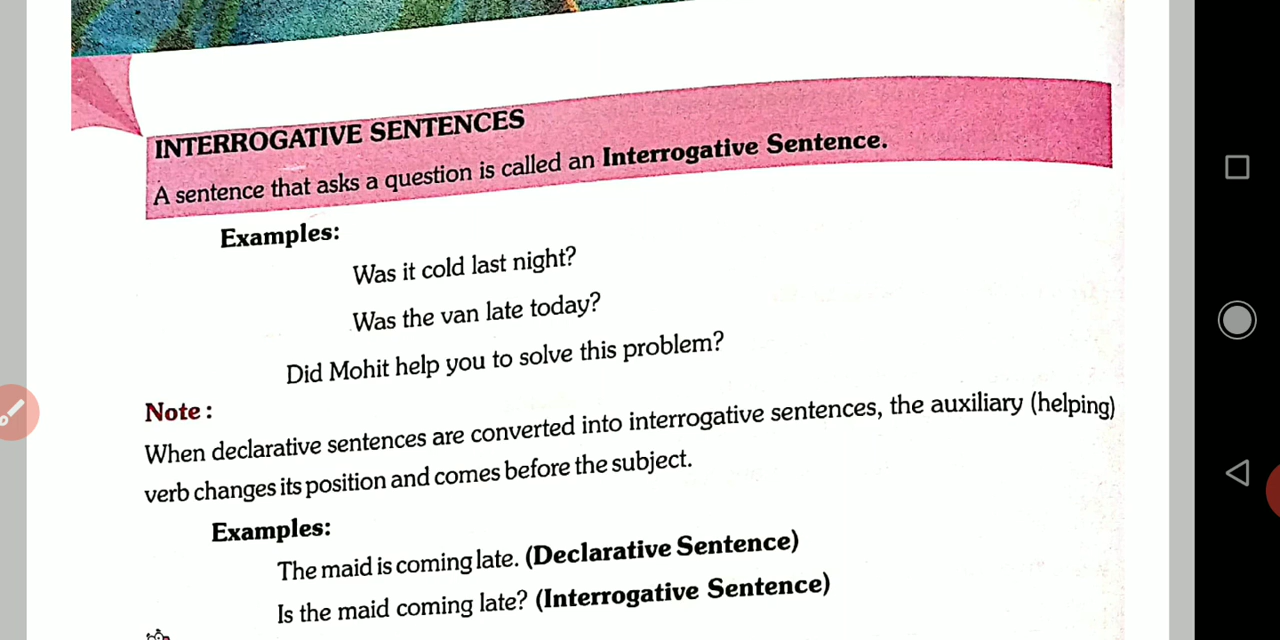 INTERROGATIVE SENTENCES
A sentence that asks a question is called an Interrogative Sentence.
Examples:
Was it cold last night?
Was the van late today?
Did Mohit help you to solve this problem?
Note :
When declarative sentences are converted into interrogative sentences, the auxiliary (helping)
verb changes its position and comes before the subject.
Examples:
The maid is coming late. (Declarative Sentence)
Is the maid coming late? (Interrogative Sentence)